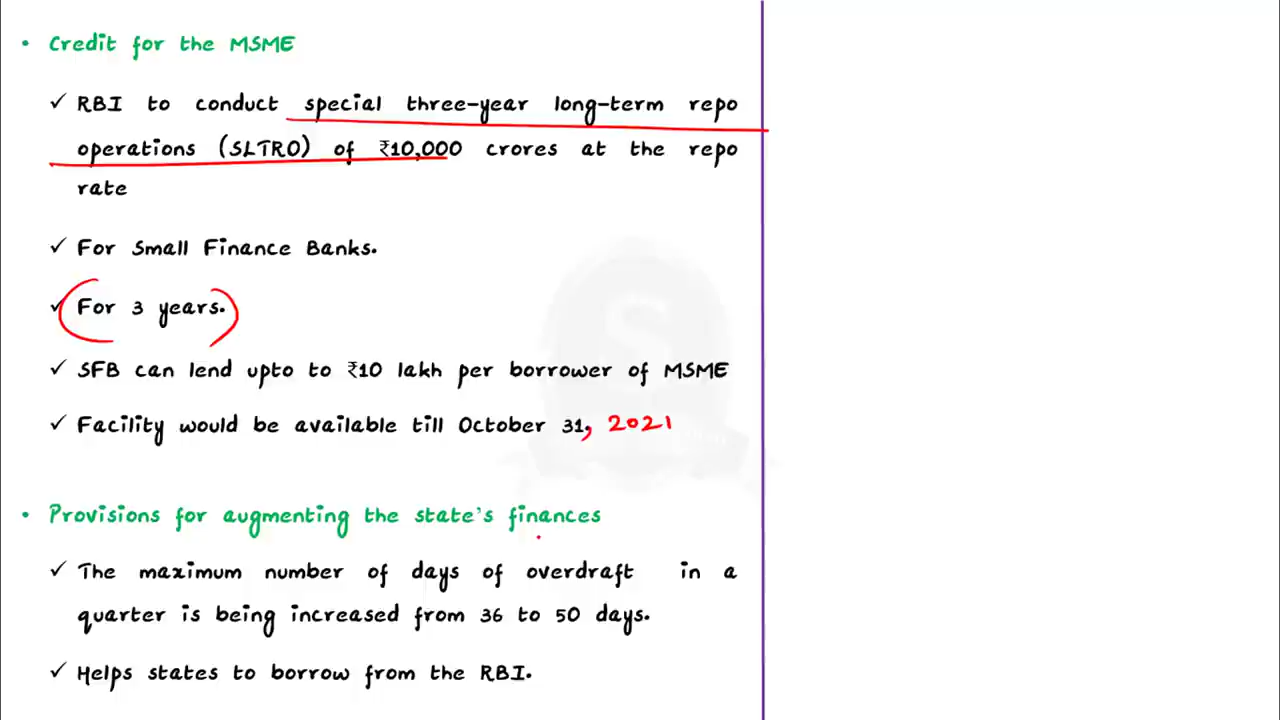 • Credit for the MSME
✓ RBI to conduct special three-year long-term repo
operations (SLTRO) of ₹10,000 crores at the repo
rate
✓ For Small Finance Banks.
✓ For 3 years.
✓ SFB can lend upto to ₹10 lakh per borrower of MSME
✓ Facility would be available till October 31, 2021
• Provisions for augmenting the state's finances
✓ The maximum number of days of overdraft in a
quarter is being increased from 36 to 50 days.
✓ Helps states to borrow from the RBI.